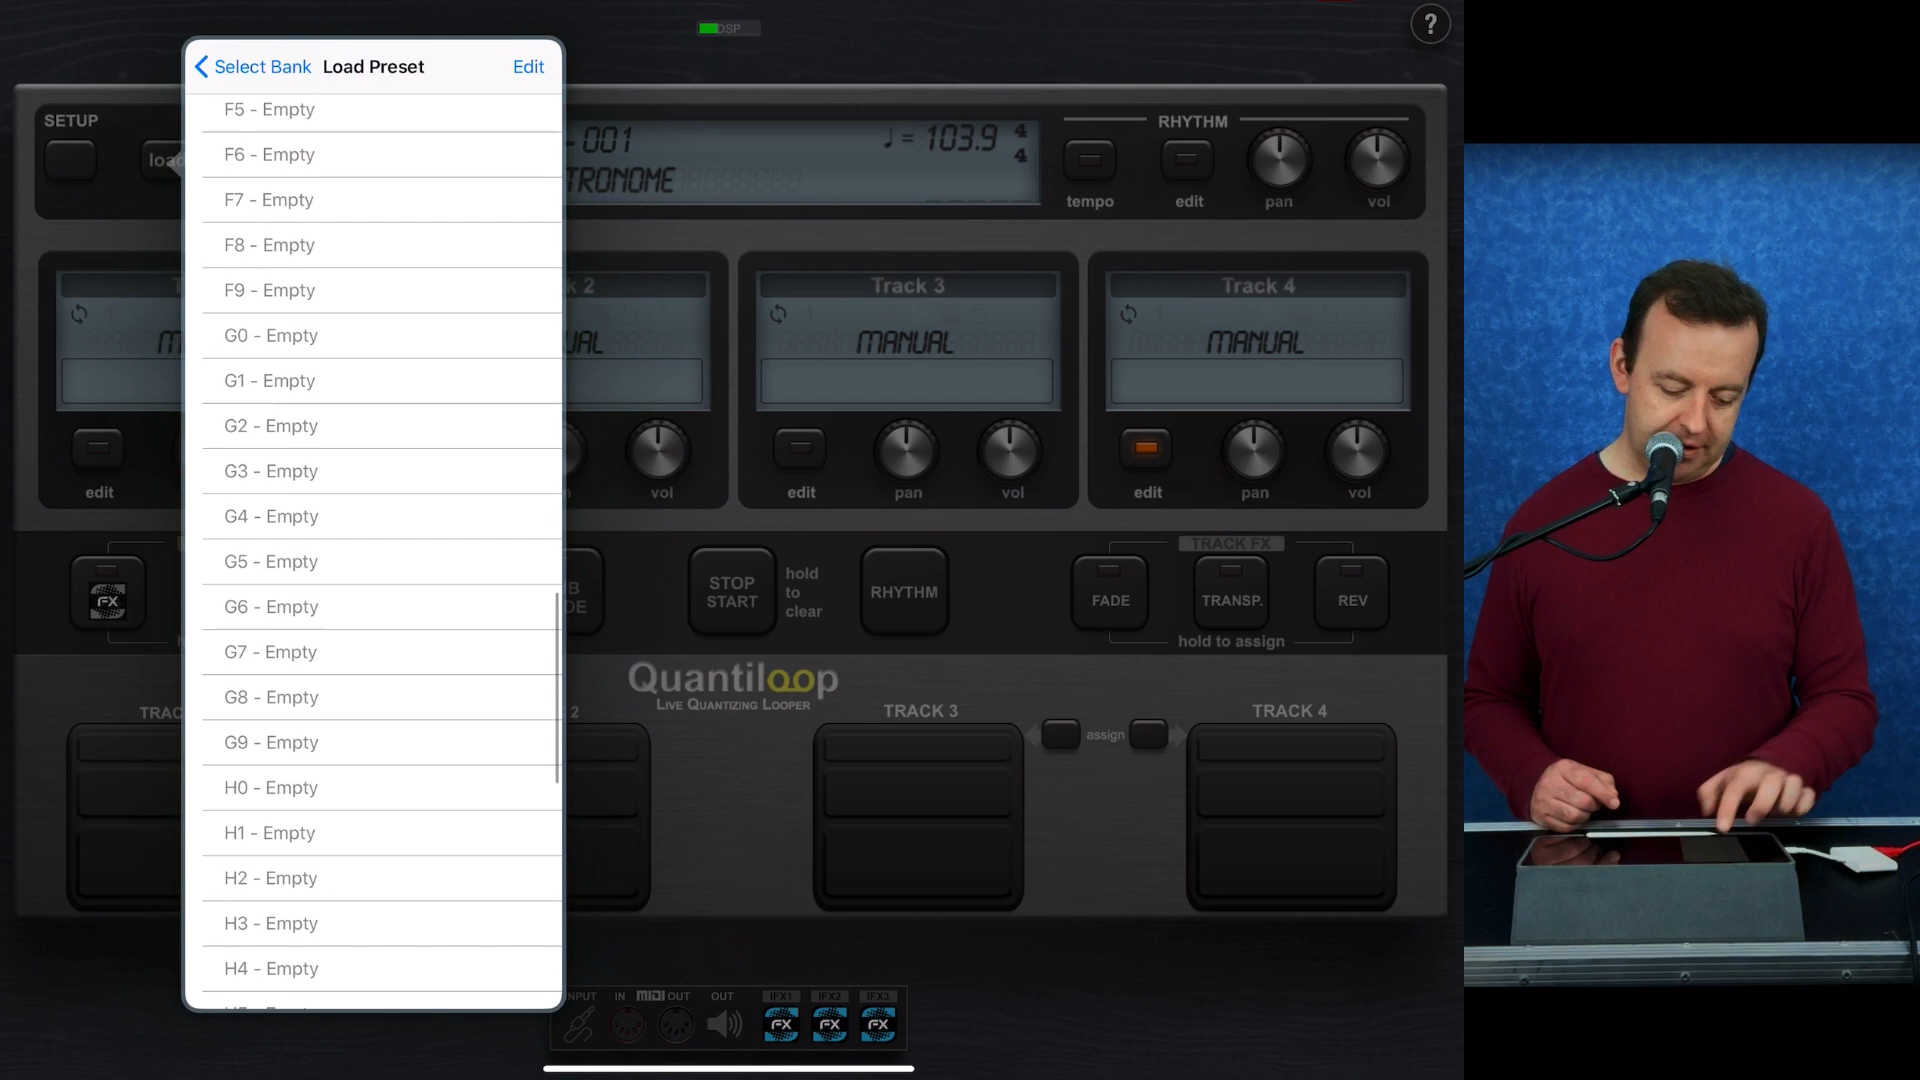 DSP
?
Select Bank
Load Preset
Edit
F5 - Empty
F6 - Empty
F7 - Empty
F8 - Empty
F9 - Empty
G0 - Empty
G1 - Empty
G2 - Empty
G3 - Empty
G4 - Empty
G5 - Empty
G6 - Empty
G7 - Empty
G8 - Empty
G9 - Empty
H0 - Empty
H1 - Empty
H2 - Empty
H3 - Empty
H4 - Empty
SETUP
- 001
♩ = 103.9
4
4
RHYTHM
tempo
edit
pan
vol
Track 3
Track 4
MANUAL
MANUAL
edit
vol
edit
pan
vol
edit
pan
vol
FX
STOP
START
hold
to
clear
RHYTHM
TRACK FX
FADE
TRANSP.
REV
hold to assign
Quantiloop
LIVE QUANTIZING LOOPER
2
TRACK 3
assign
TRACK 4
IN
MIDI
OUT
OUT
IFX1
IFX2
IFX3
FX
FX
FX